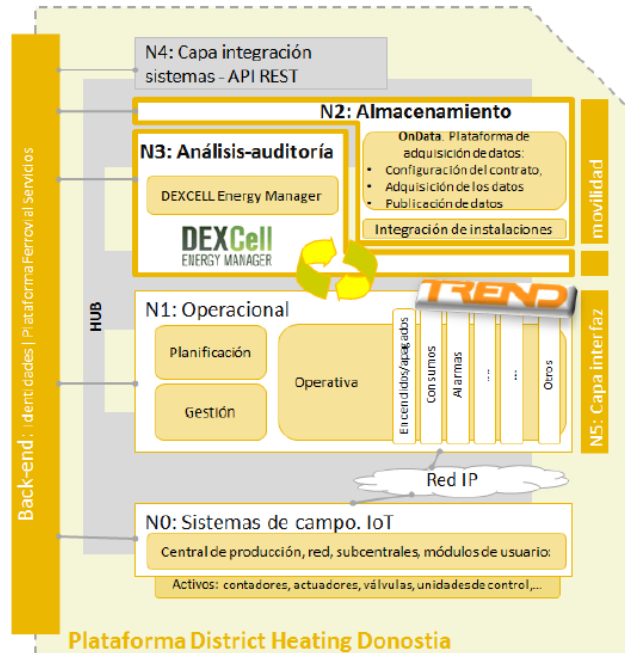 N4: Capa integración
sistemas - API REST
N2: Almacenamiento
OnData. Plataforma de
adquisición de datos:
• Configuración del contrato,
• Adquisición de los datos
• Publicación de datos
Integración de instalaciones
N3: Análisis-auditoría
DEXCELL Energy Manager
DEXCell
ENERGY MANAGER
movilidad
TREND
N1: Operacional
Planificación
Gestión
Operativa
Encendidos/apagados
Consumos
Alarmas
....
...
Otros
N5: Capa interfaz
HUB
Back-end: Identidades | Plataforma Ferrovial Servicios
Red IP
N0: Sistemas de campo. IoT
Central de producción, red, subcentrales, módulos de usuario:
Activos: contadores, actuadores, válvulas, unidades de control,...
Plataforma District Heating Donostia